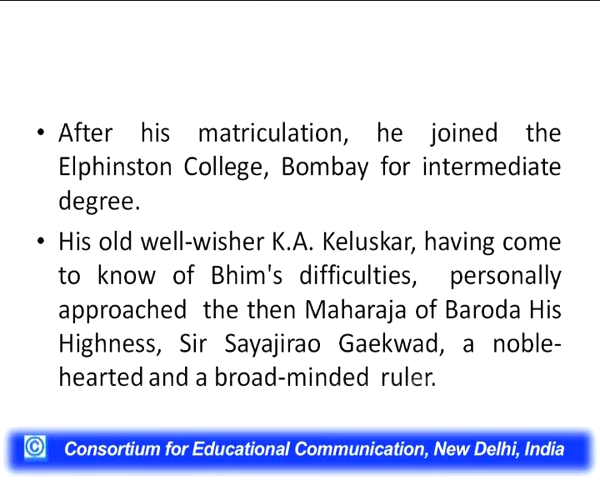 • After his matriculation, he joined the
Elphinston College, Bombay for intermediate
degree.
• His old well-wisher K.A. Keluskar, having come
to know of Bhim's difficulties, personally
approached the then Maharaja of Baroda His
Highness, Sir Sayajirao Gaekwad, a noble-
hearted and a broad-minded ruler.
© Consortium for Educational Communication, New Delhi, India